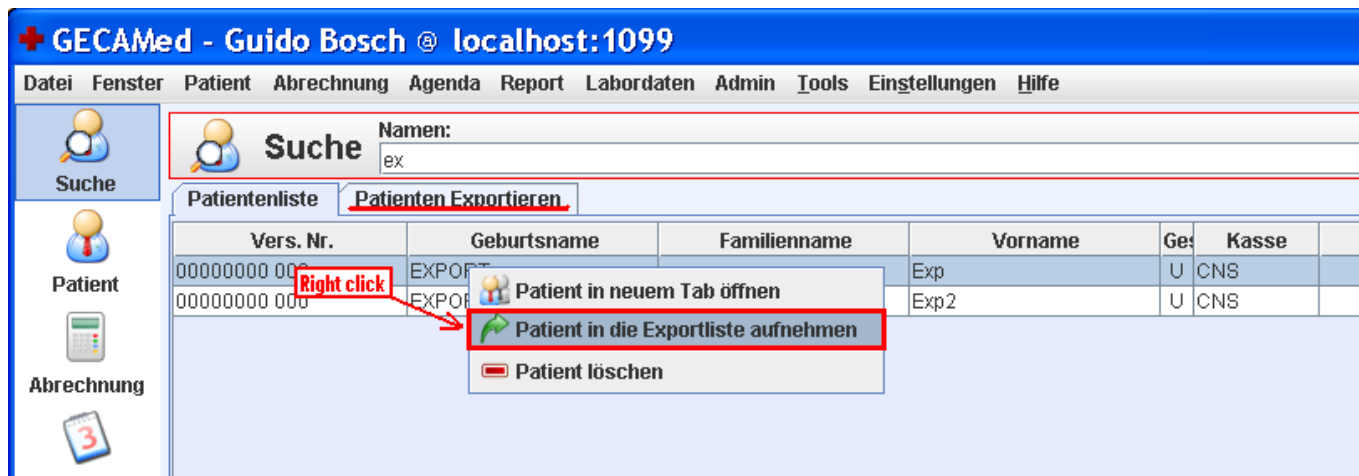 GECAMed - Guido Bosch @ localhost:1099
Datei Fenster Patient Abrechnung Agenda Report Labordaten Admin Tools Einstellungen Hilfe
Suche
Patient
Abrechnung
3
Suche
Namen:
ex
Patientenliste Patienten Exportieren
Vers. Nr. Geburtsname Familienname Vorname Ges Kasse
00000000 000 EXPORT Exp U CNS
00000000 000 EXPO Exp2 U CNS
Right click
Patient in neuem Tab öffnen
Patient in die Exportliste aufnehmen
Patient löschen